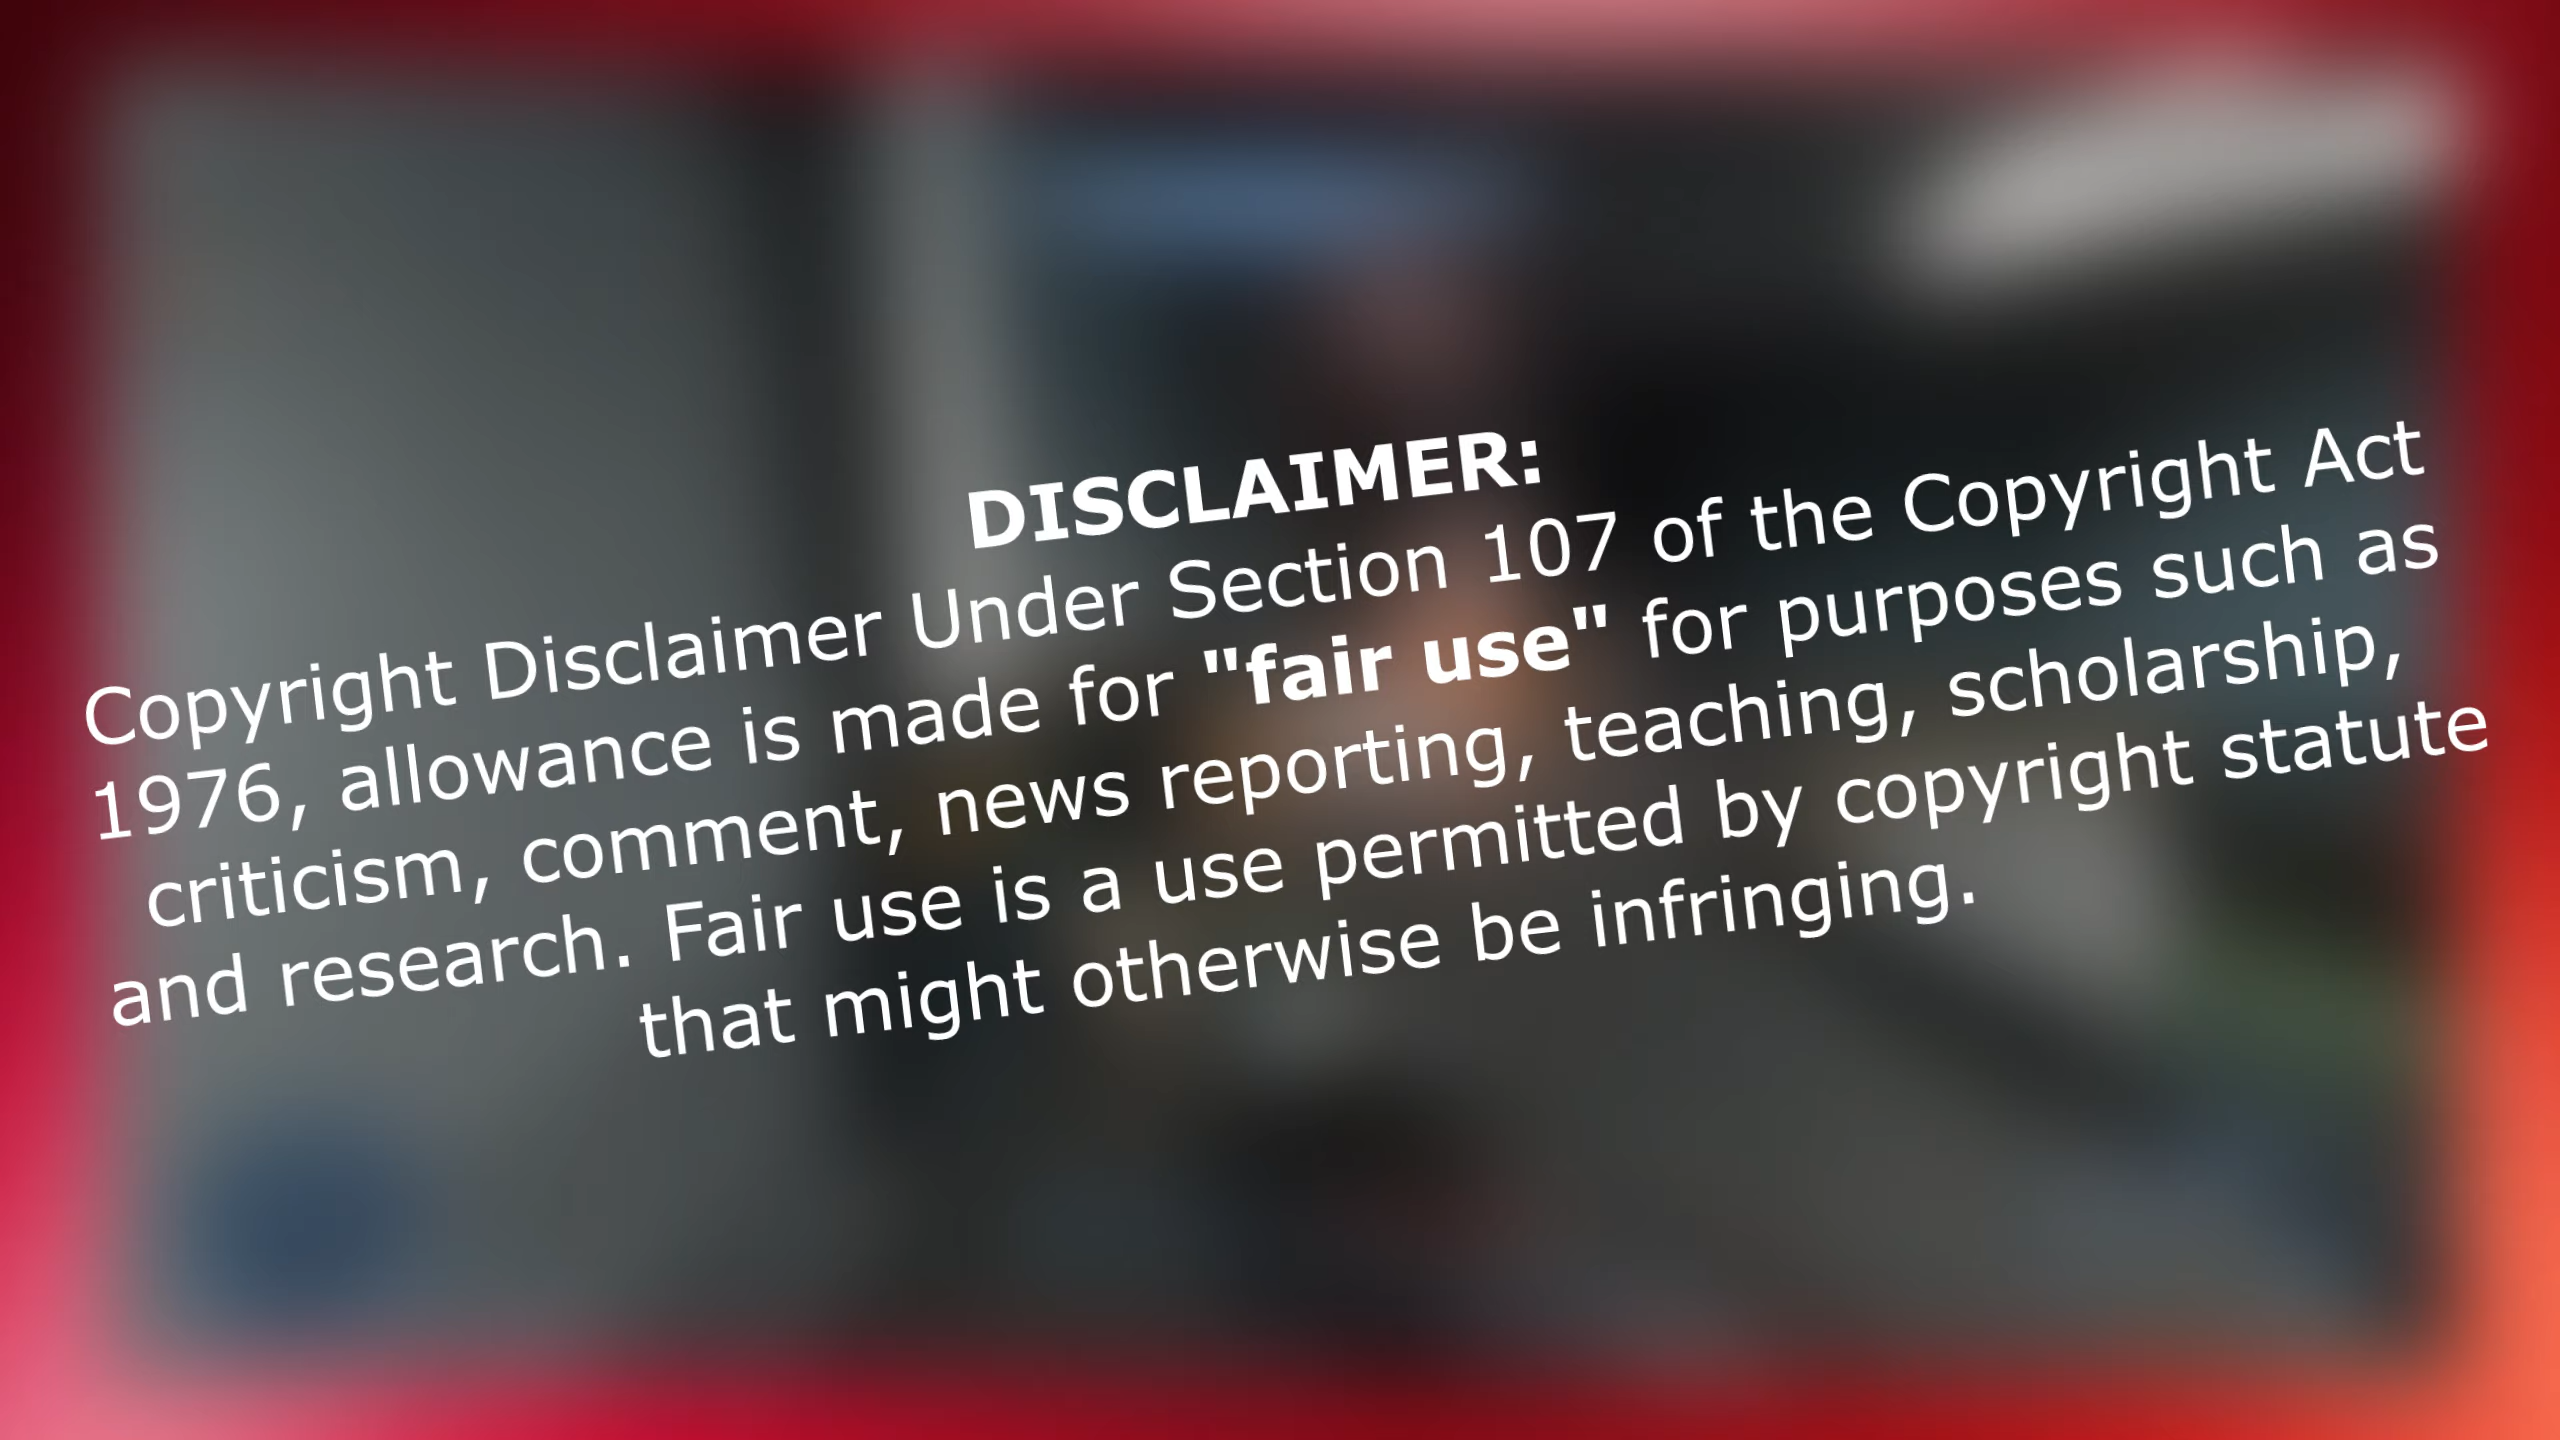 DISCLAIMER:
Copyright Disclaimer Under Section 107 of the Copyright Act
1976, allowance is made for "fair use" for purposes such as
criticism, comment, news reporting, teaching, scholarship,
and research. Fair use is a use permitted by copyright statute
that might otherwise be infringing.